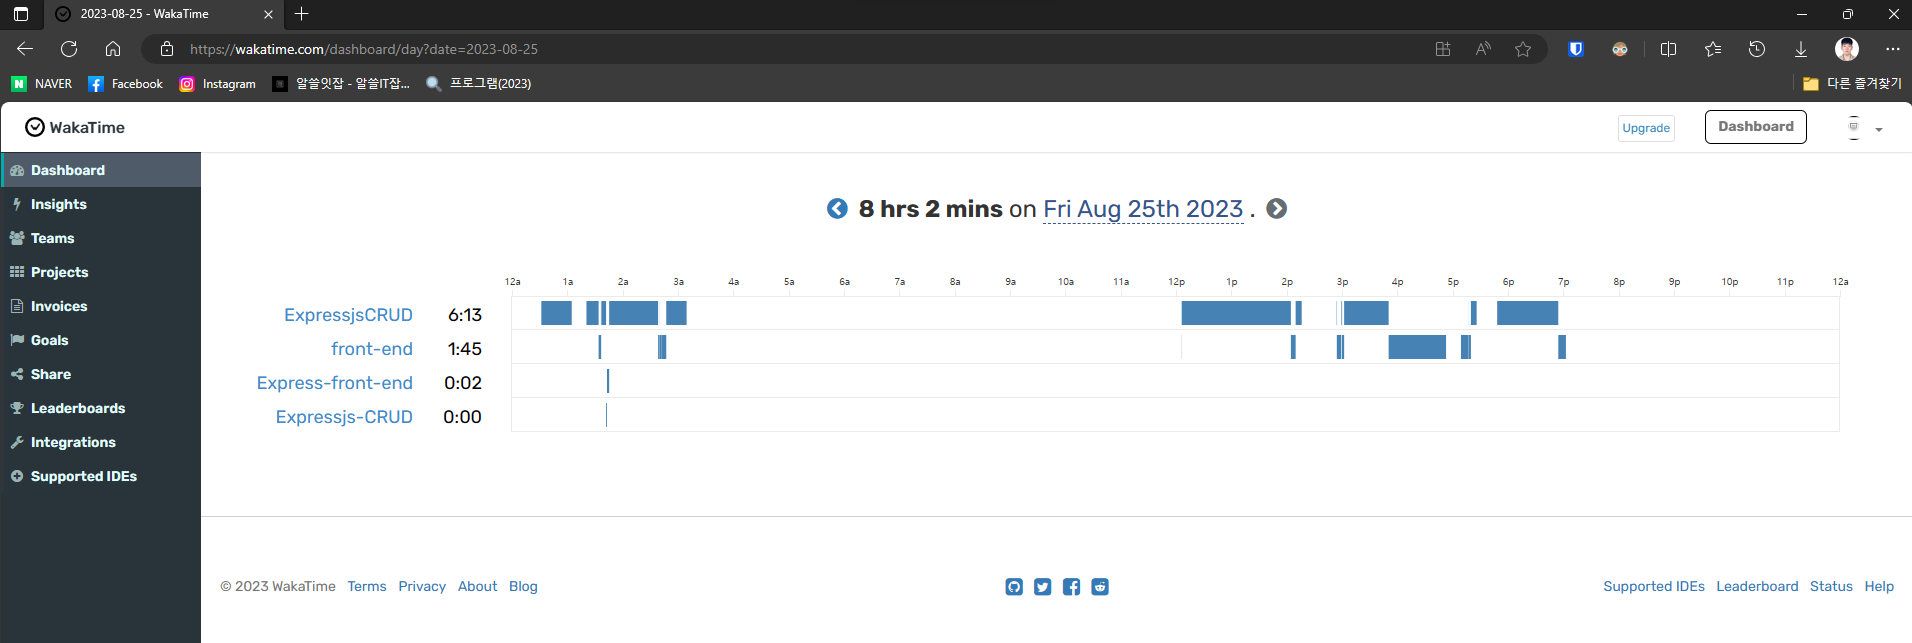 2023-08-25 - WakaTime
https://wakatime.com/dashboard/day?date=2023-08-25
NAVER Facebook Instagram 알쓸잇잡 - 알쓸IT잡... 프로그램(2023) 다른 즐겨찾기
WakaTime Upgrade Dashboard
Dashboard
Insights
Teams
Projects
Invoices
Goals
Share
Leaderboards
Integrations
Supported IDEs
8 hrs 2 mins on Fri Aug 25th 2023 .
12a 1a 2a 3a 4a 5a 6a 7a 8a 9a 10a 11a 12p 1p 2p 3p 4p 5p 6p 7p 8p 9p 10p 11p 12a
ExpressjsCRUD 6:13
front-end 1:45
Express-front-end 0:02
Expressjs-CRUD 0:00
© 2023 WakaTime Terms Privacy About Blog Supported IDEs Leaderboard Status Help